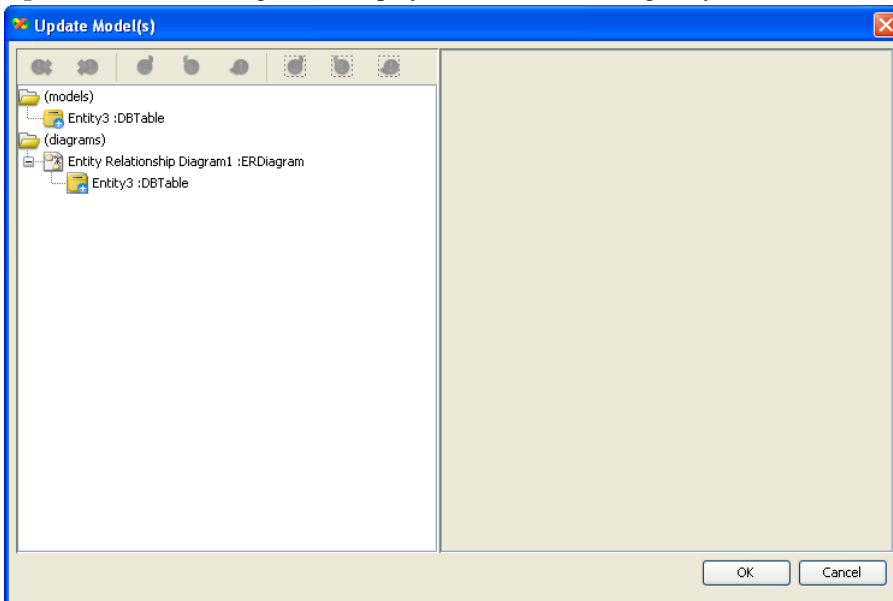 Update Model(s)
(models)
Entity3 :DBTable
(diagrams)
Entity Relationship Diagram1 :ERDiagram
Entity3 :DBTable
OK
Cancel